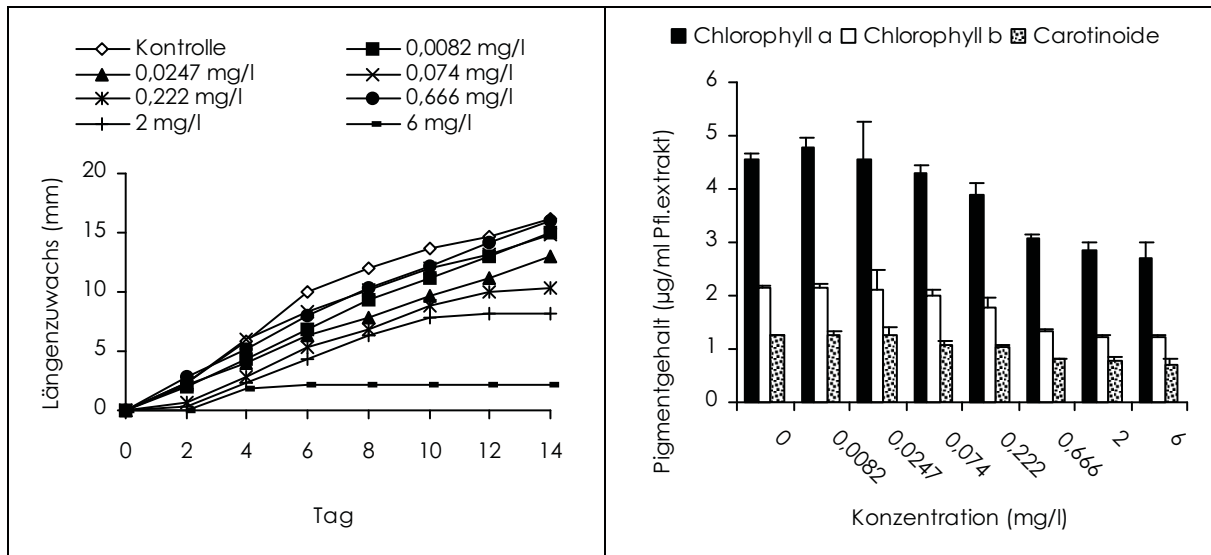 Kontrolle 0,0082 mg/l
0,0247 mg/l 0,074 mg/l
0,222 mg/l 0,666 mg/l
2 mg/l 6 mg/l
Längenzuwachs (mm)
20
15
10
5
0
0 2 4 6 8 10 12 14
Tag
Chlorophyll a Chlorophyll b Carotinoide
Pigmentgehalt (µg/ml Pfl.extrakt)
6
5
4
3
2
1
0
0 0,0082 0,0247 0,074 0,222 0,666 2 6
Konzentration (mg/l)